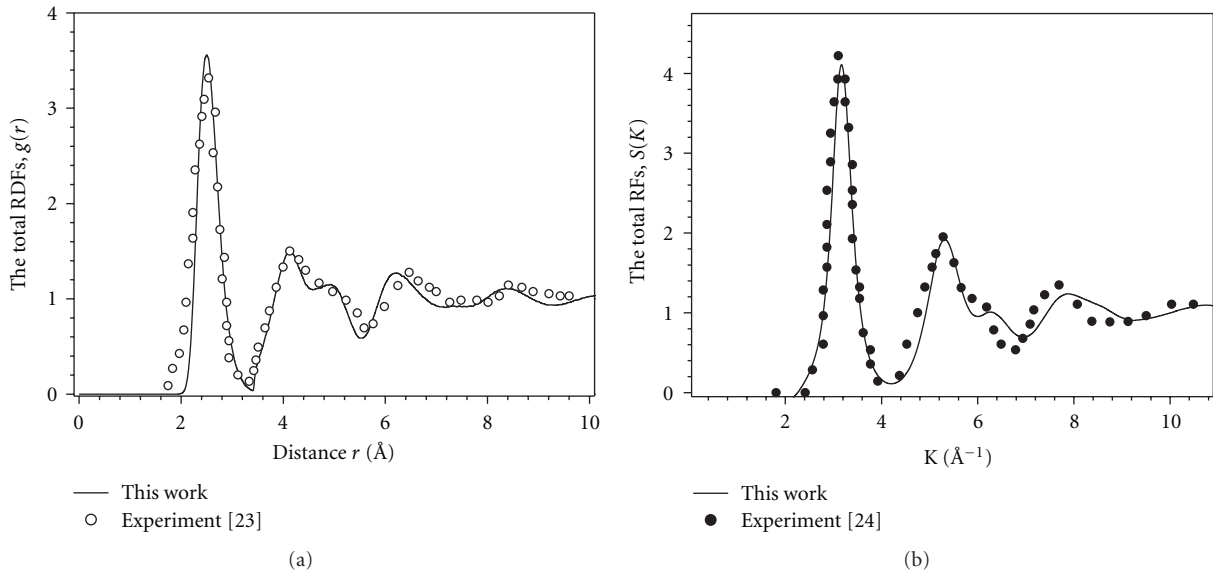 4
3
2
1
0
The total RDFs, g(r)
0 2 4 6 8 10
Distance r (Å)
This work
Experiment [23]
(a)
4
3
2
1
0
The total RFs, S(K)
2 4 6 8 10
K (Å−1)
This work
Experiment [24]
(b)